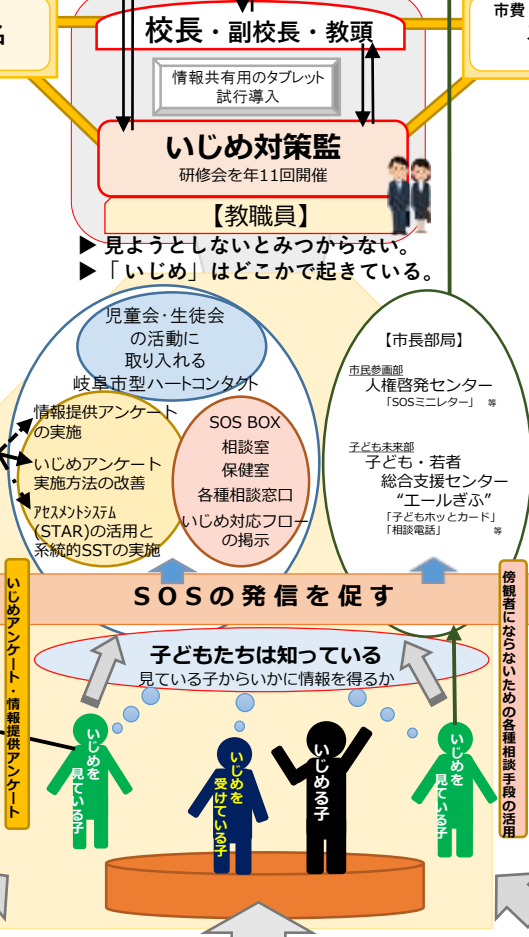 市費
校長・副校長・教頭
情報共有用のタブレット
試行導入
いじめ対策監
研修会を年11回開催
【教職員】
▶ 見ようとしないとみつからない。
▶ 「いじめ」はどこかで起きている。
児童会・生徒会
の活動に
取り入れる
岐阜市型ハートコンタクト
情報提供アンケート
の実施
いじめアンケート
実施方法の改善
ｱｾｽﾒﾝﾄｼｽﾃﾑ
(STAR)の活用と
系統的SSTの実施
SOS BOX
相談室
保健室
各種相談窓口
いじめ対応フロー
の掲示
【市長部局】
市民参画部
人権啓発センター
「SOSミニレター」 等
子ども未来部
子ども・若者
総合支援センター
“エールぎふ”
「子どもホッとカード」
「相談電話」 等
SOSの発信を促す
いじめアンケート・情報提供アンケート
傍観者にならないための各種相談手段の活用
子どもたちは知っている
見ている子からいかに情報を得るか
いじめを
見ている子
いじめを
受けている子
いじめる子
いじめを
見ている子